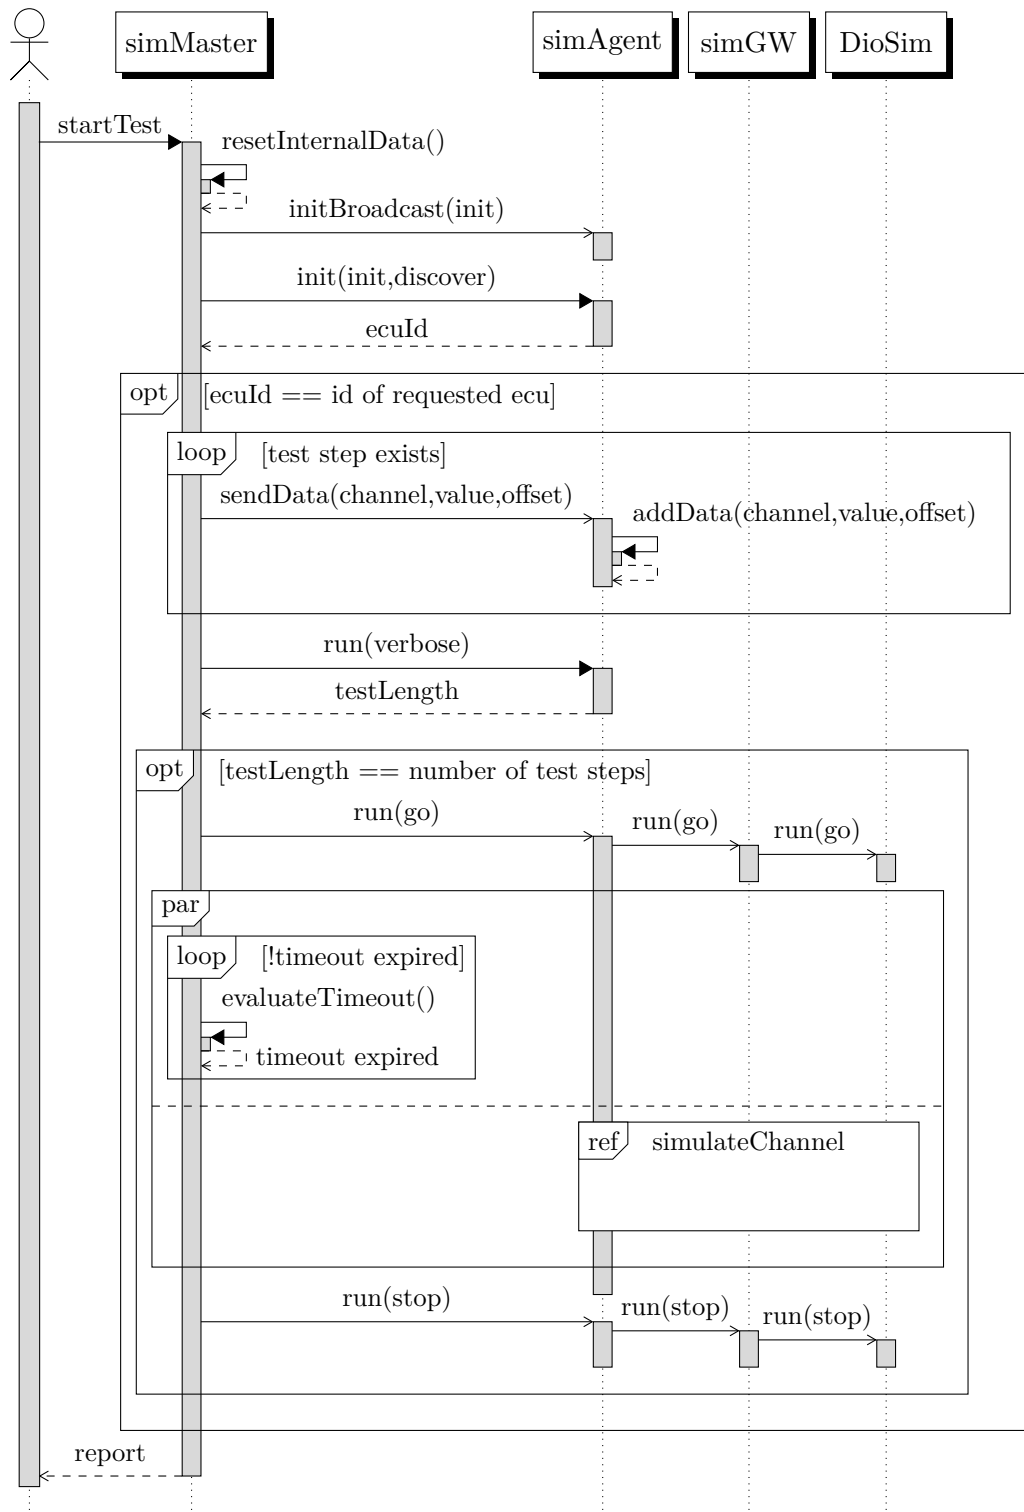 simMaster
simAgent
simGW
DioSim
startTest
resetInternalData()
initBroadcast(init)
init(init,discover)
ecuId
opt
[ecuId == id of requested ecu]
loop
[test step exists]
sendData(channel,value,offset)
addData(channel,value,offset)
run(verbose)
testLength
opt
[testLength == number of test steps]
run(go)
run(go)
run(go)
par
loop
[!timeout expired]
evaluateTimeout()
timeout expired
ref
simulateChannel
run(stop)
run(stop)
run(stop)
report